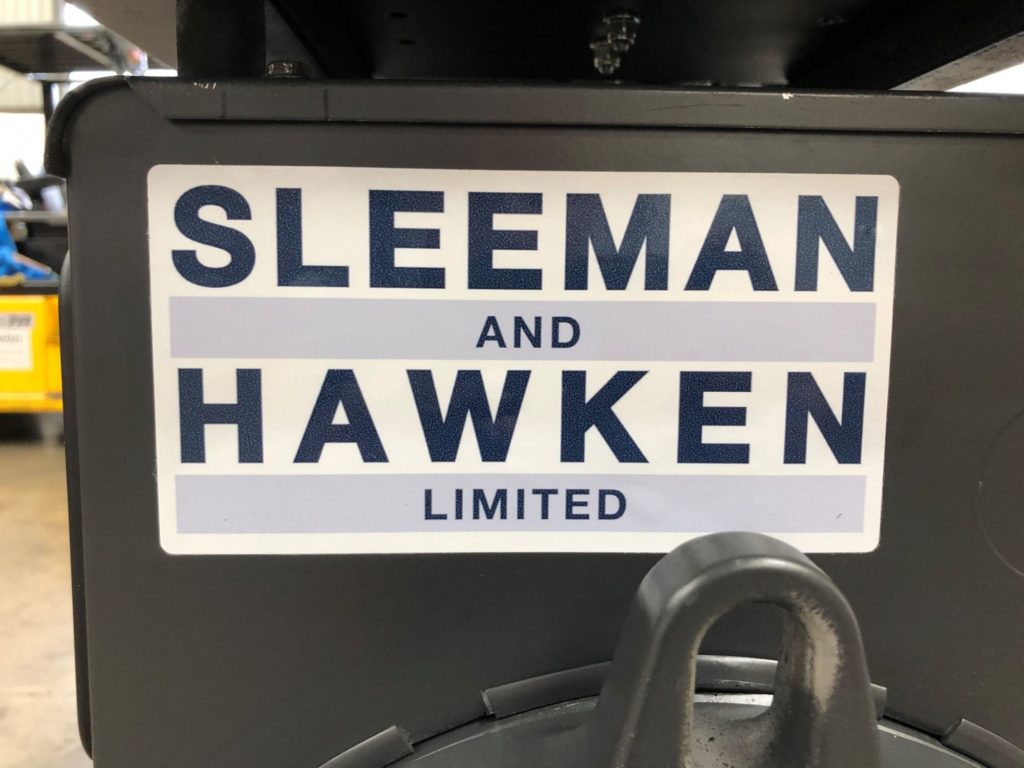 SLEEMAN
AND
HAWKEN
LIMITED